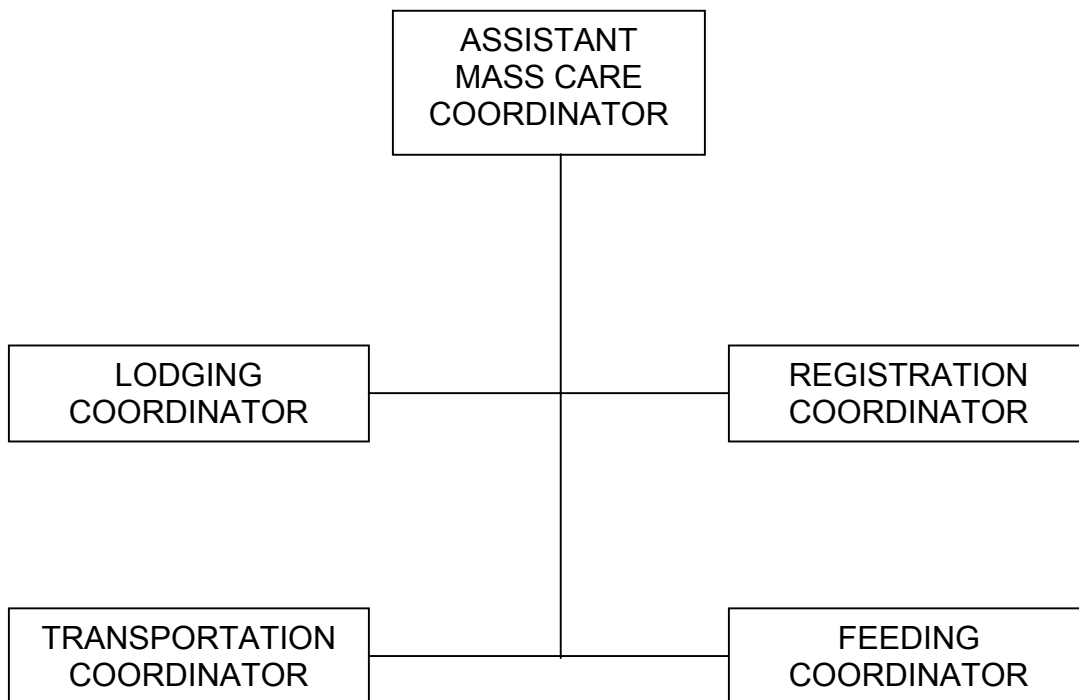 ASSISTANT
MASS CARE
COORDINATOR
LODGING
COORDINATOR
REGISTRATION
COORDINATOR
TRANSPORTATION
COORDINATOR
FEEDING
COORDINATOR